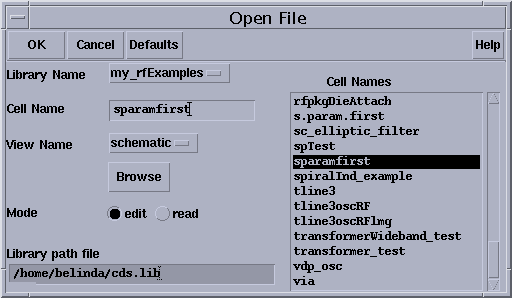 Open File
OK Cancel Defaults Help
Library Name my_rfExamples
Cell Name sparamfirst
View Name schematic
Browse
Mode edit read
Library path file
/home/belinda/cds.lib
Cell Names
rfpkgDieAttach
s.param.first
sc_elliptic_filter
spTest
sparamfirst
spiralInd_example
tline3
tline3oscRF
tline3oscRFlmg
transformerWideband_test
transformer_test
vdp_osc
via